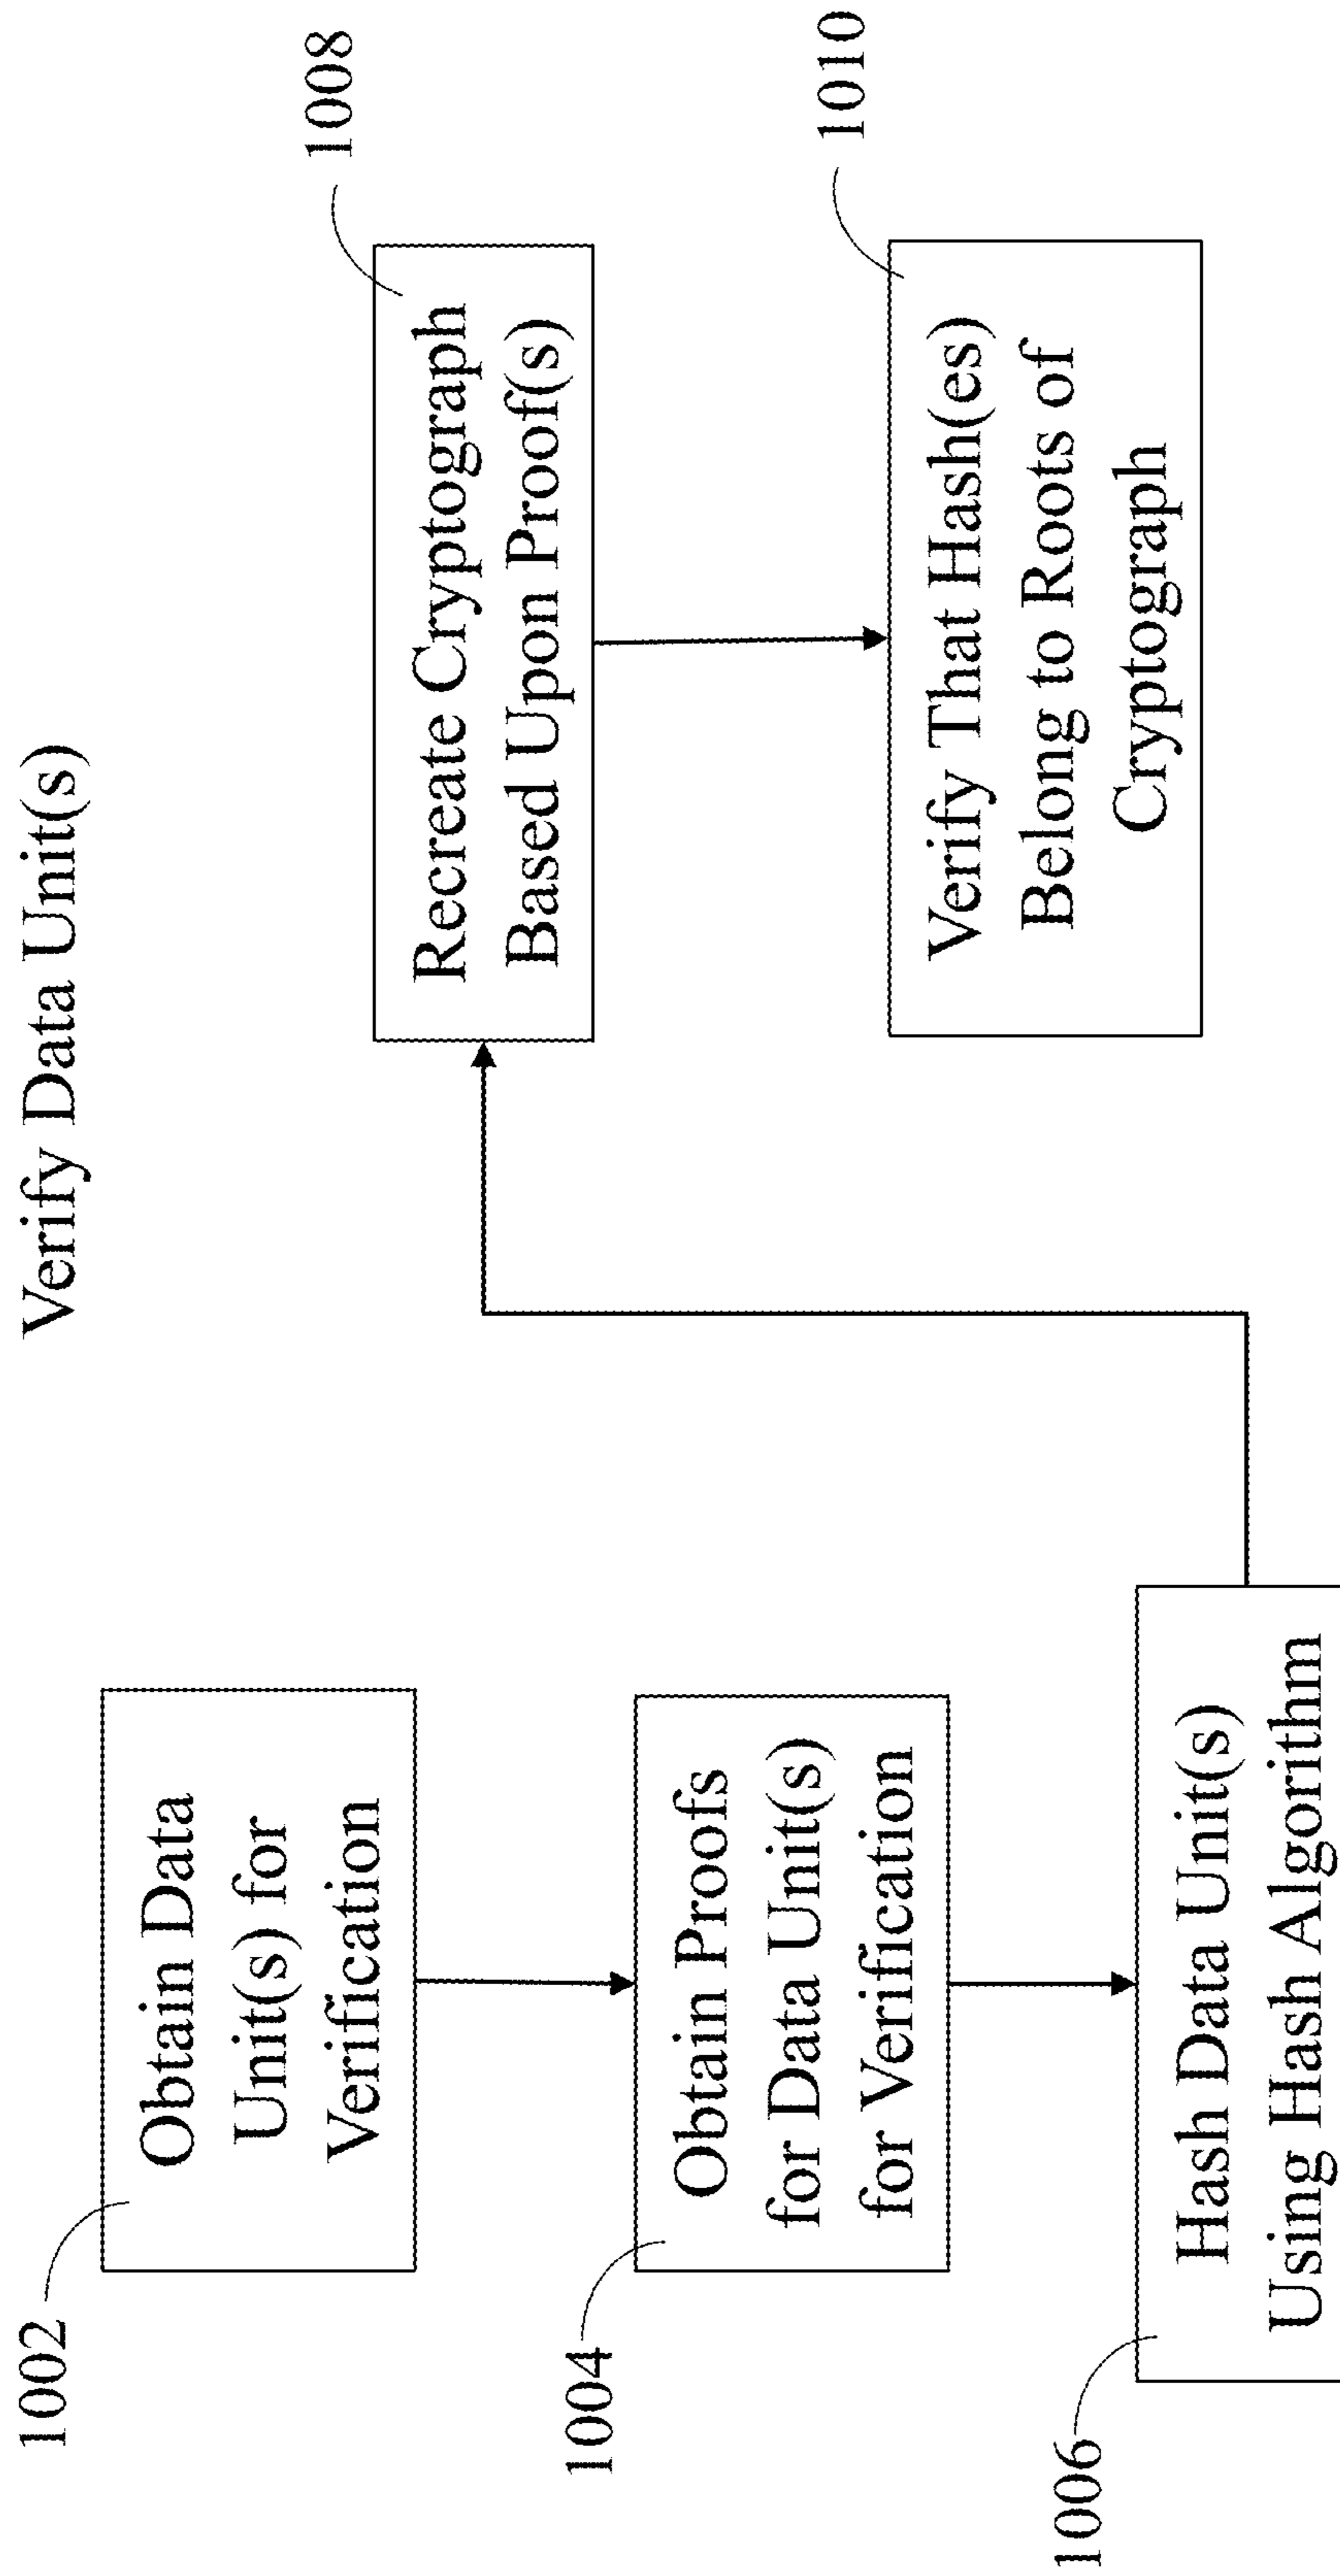 Verify Data Unit(s)
1002
Obtain Data
Unit(s) for
Verification
1004
Obtain Proofs
for Data Unit(s)
for Verification
1006
Hash Data Unit(s)
Using Hash Algorithm
1008
Recreate Cryptograph
Based Upon Proof(s)
1010
Verify That Hash(es)
Belong to Roots of
Cryptograph